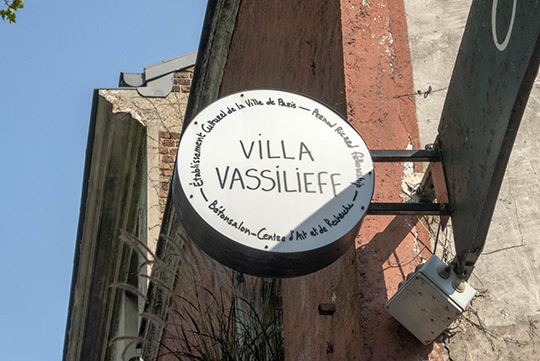 VILLA
VASSILIEFF
Établissement Culturel de la Ville de Paris — Pernod Ricard Fellowship
— Bétonsalon - Centre d'Art et de Recherche —